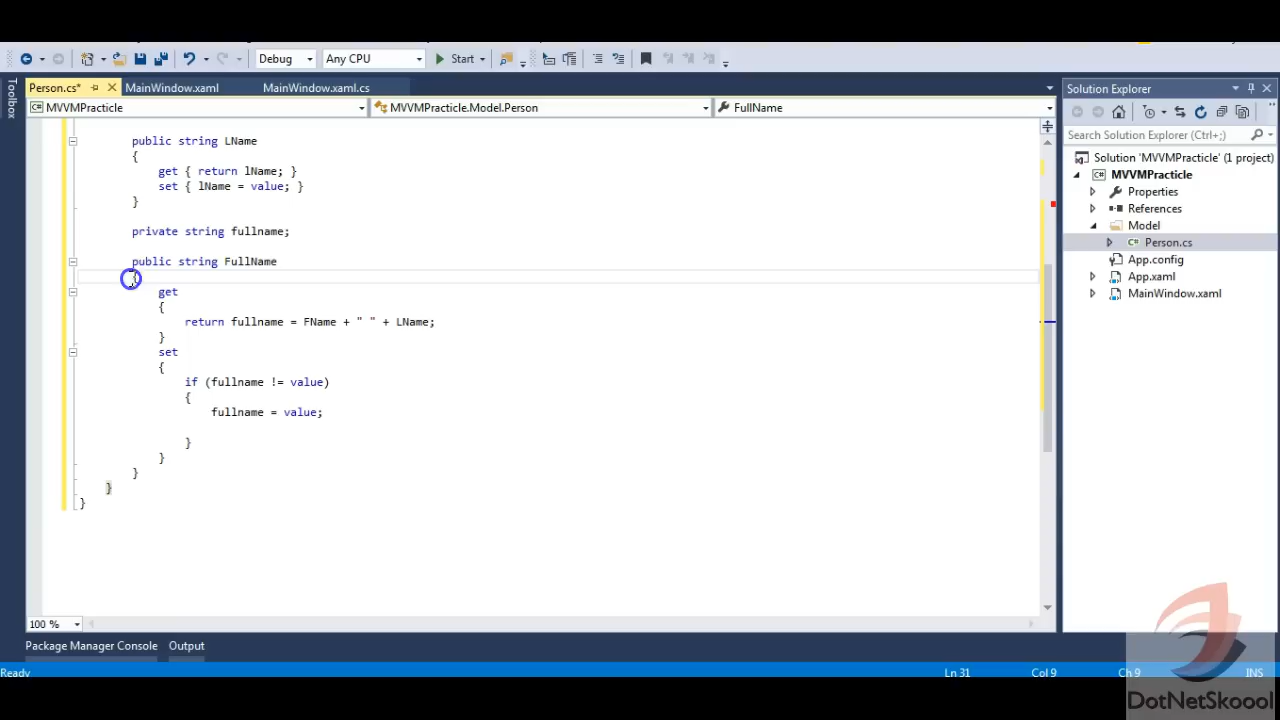 Debug
Any CPU
Start
Toolbox
Person.cs*
MainWindow.xaml
MainWindow.xaml.cs
MVVMPracticle
MVVMPracticle.Model.Person
FullName
public string LName
{
get { return lName; }
set { lName = value; }
}
private string fullname;
public string FullName
{
get
{
return fullname = FName + " " + LName;
}
set
{
if (fullname != value)
{
fullname = value;
}
}
}
}
}
100 %
Solution Explorer
Search Solution Explorer (Ctrl+;)
Solution 'MVVMPracticle' (1 project)
MVVMPracticle
Properties
References
Model
Person.cs
App.config
App.xaml
MainWindow.xaml
Package Manager Console
Output
Ready
Ln 31
Col 9
Ch 9
INS
DotNetSkoool